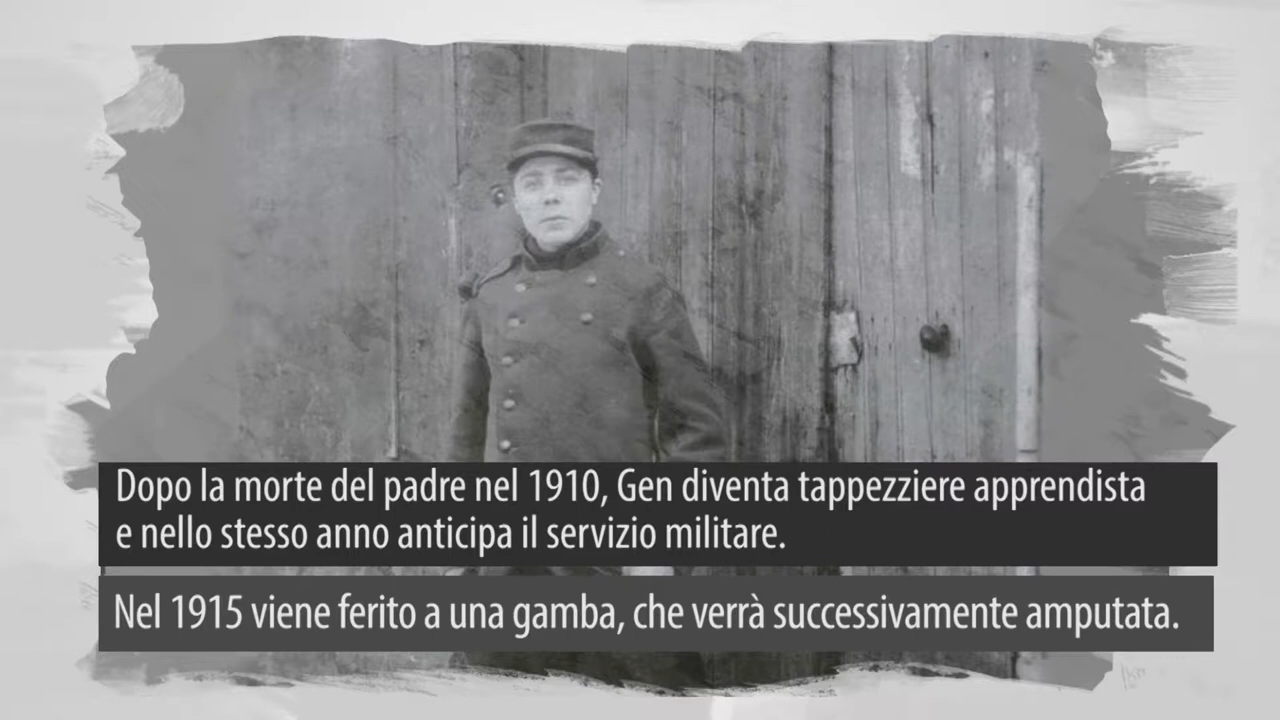 Dopo la morte del padre nel 1910, Gen diventa tappezziere apprendista
e nello stesso anno anticipa il servizio militare.
Nel 1915 viene ferito a una gamba, che verrà successivamente amputata.